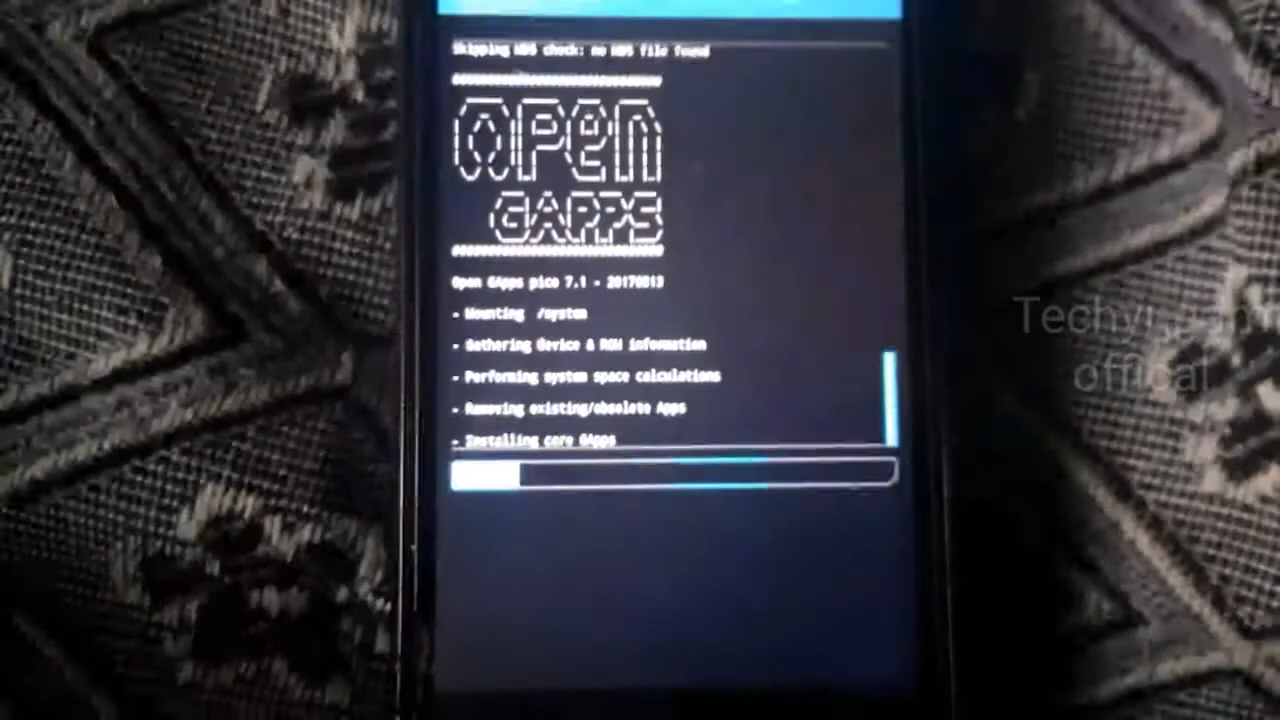 Skipping MD5 check: no MD5 file found
##############################
OPEN
GAPPS
##############################
Open GApps pico 7.1 - 20170813
- Mounting /system
- Gathering device & ROM information
- Performing system space calculations
- Removing existing/obsolete Apps
- Installing core GApps
offical